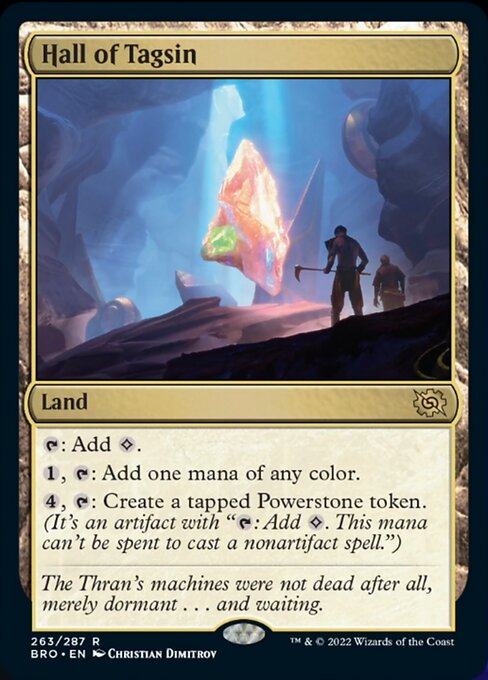 Hall of Tagsin
Land
: Add .
1, : Add one mana of any color.
4, : Create a tapped Powerstone token.
(It's an artifact with “: Add . This mana
can't be spent to cast a nonartifact spell.”)
The Thran's machines were not dead after all,
merely dormant . . . and waiting.
263/287 R
BRO • EN Christian Dimitrov
™ & © 2022 Wizards of the Coast